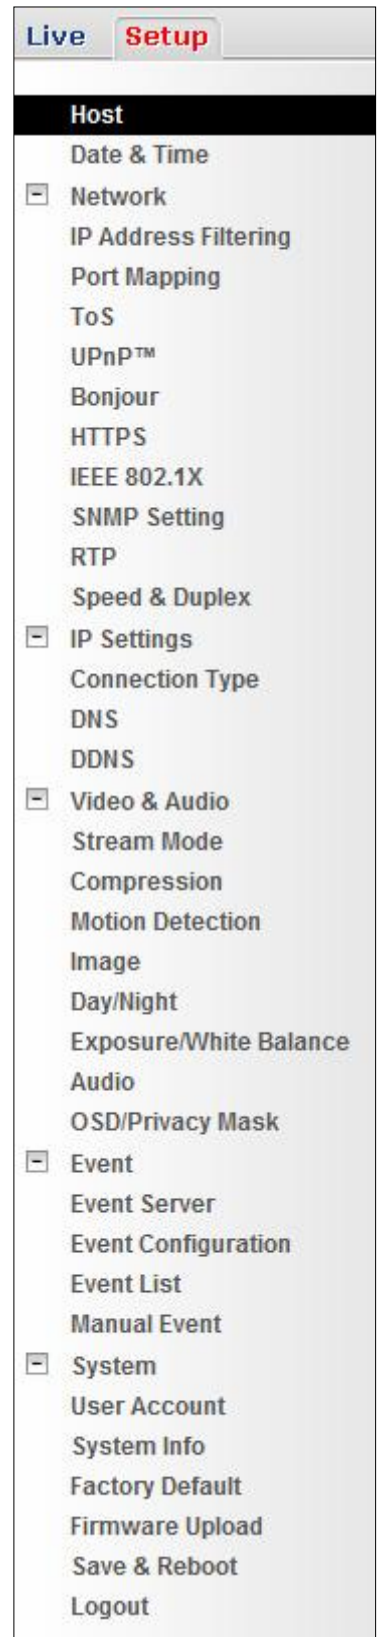 Live Setup
Host
Date & Time
Network
IP Address Filtering
Port Mapping
ToS
UPnP™
Bonjour
HTTPS
IEEE 802.1X
SNMP Setting
RTP
Speed & Duplex
IP Settings
Connection Type
DNS
DDNS
Video & Audio
Stream Mode
Compression
Motion Detection
Image
Day/Night
Exposure/White Balance
Audio
OSD/Privacy Mask
Event
Event Server
Event Configuration
Event List
Manual Event
System
User Account
System Info
Factory Default
Firmware Upload
Save & Reboot
Logout